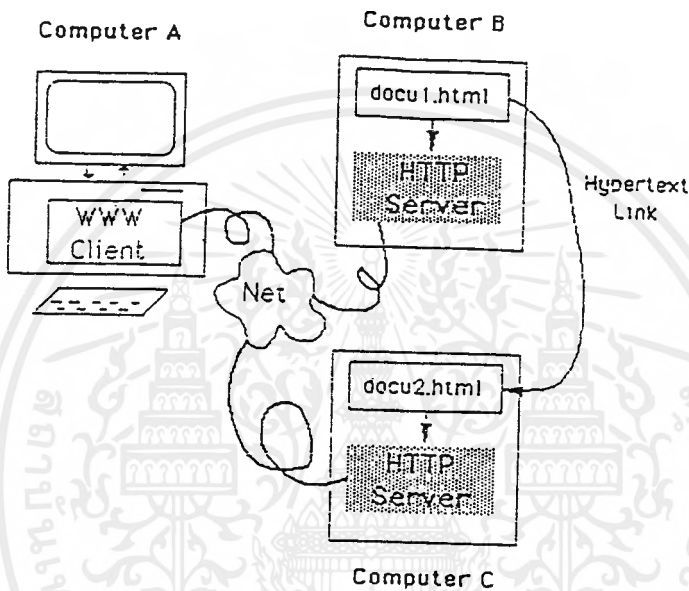 Computer A
Computer B
docu1.html
HTTP
Server
Hypertext
Link
WWW
Client
Net
docu2.html
HTTP
Server
Computer C